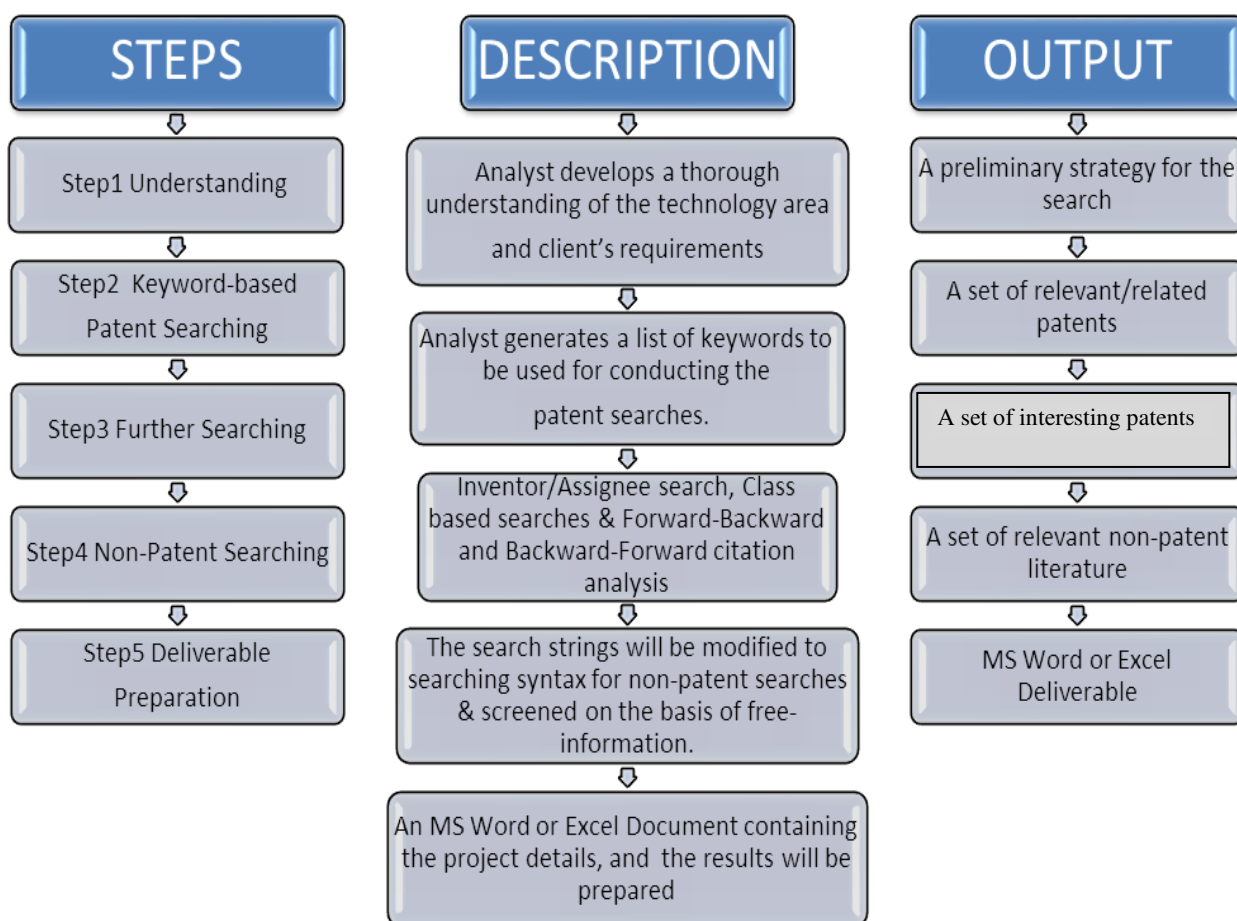 STEPS
Step1 Understanding
Step2 Keyword-based
Patent Searching
Step3 Further Searching
Step4 Non-Patent Searching
Step5 Deliverable
Preparation
DESCRIPTION
Analyst develops a thorough
understanding of the technology area
and client's requirements
Analyst generates a list of keywords to
be used for conducting the
patent searches.
Inventor/Assignee search, Class
based searches & Forward-Backward
and Backward-Forward citation
analysis
The search strings will be modified to
searching syntax for non-patent searches
& screened on the basis of free-
information.
An MS Word or Excel Document containing
the project details, and the results will be
prepared
OUTPUT
A preliminary strategy for the
search
A set of relevant/related
patents
A set of interesting patents
A set of relevant non-patent
literature
MS Word or Excel
Deliverable